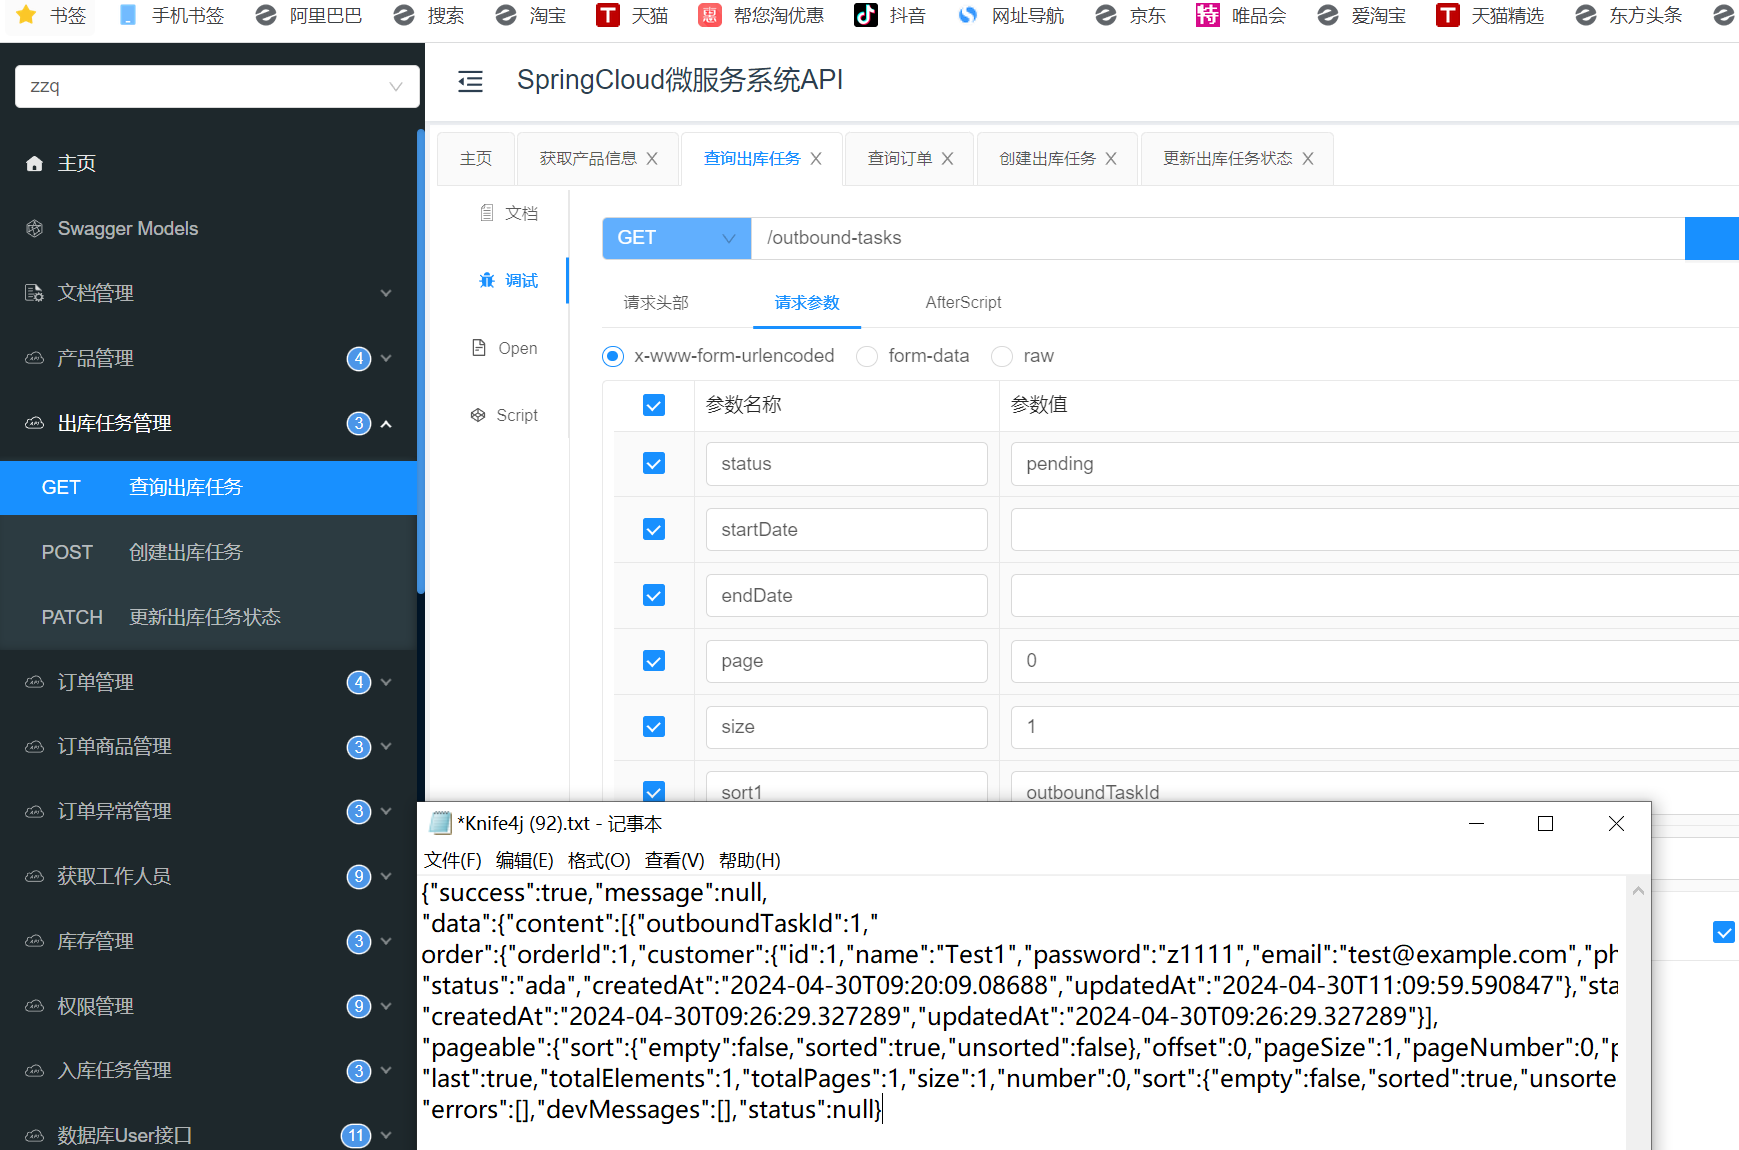 书签 手机书签 阿里巴巴 搜索 淘宝 T 天猫 惠 帮您淘优惠 抖音 网址导航 京东 特 唯品会 爱淘宝 T 天猫精选 东方头条
zzq
SpringCloud微服务系统API
主页 获取产品信息 查询出库任务 查询订单 创建出库任务 更新出库任务状态
主页
Swagger Models
文档管理
产品管理 4
出库任务管理 3
GET 查询出库任务
POST 创建出库任务
PATCH 更新出库任务状态
订单管理 4
订单商品管理 3
订单异常管理 3
获取工作人员 9
库存管理 3
权限管理 9
入库任务管理 3
数据库User接口 11
文档
调试
Open
Script
GET /outbound-tasks
请求头部 请求参数 AfterScript
x-www-form-urlencoded form-data raw
参数名称 参数值
status pending
startDate
endDate
page 0
size 1
sort1 outboundTaskId
*Knife4j (92).txt - 记事本
文件(F) 编辑(E) 格式(O) 查看(V) 帮助(H)
{"success":true,"message":null,
"data":{"content":[{"outboundTaskId":1,"
order":{"orderId":1,"customer":{"id":1,"name":"Test1","password":"z1111","email":"test@example.com","ph
"status":"ada","createdAt":"2024-04-30T09:20:09.08688","updatedAt":"2024-04-30T11:09:59.590847"},"sta
"createdAt":"2024-04-30T09:26:29.327289","updatedAt":"2024-04-30T09:26:29.327289"}],
"pageable":{"sort":{"empty":false,"sorted":true,"unsorted":false},"offset":0,"pageSize":1,"pageNumber":0,"p
"last":true,"totalElements":1,"totalPages":1,"size":1,"number":0,"sort":{"empty":false,"sorted":true,"unsorte
"errors":[],"devMessages":[],"status":null}